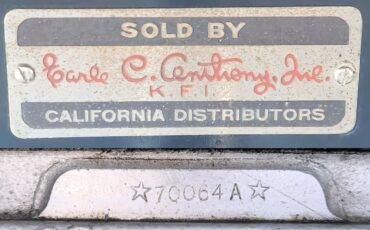 SOLD BY
Earle C. Anthony, Inc.
K.F.I.
CALIFORNIA DISTRIBUTORS
☆70064A☆